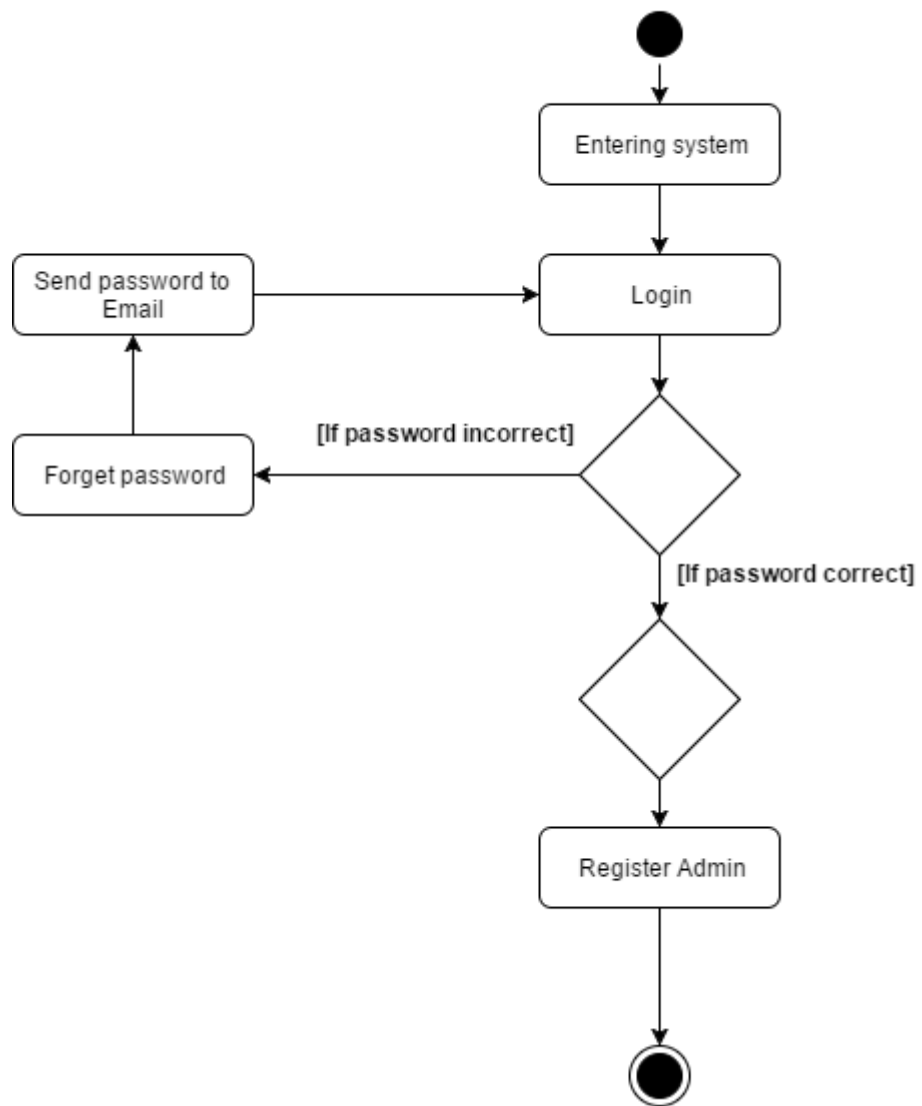 Entering system
Send password to
Email
Login
[If password incorrect]
Forget password
[If password correct]
Register Admin